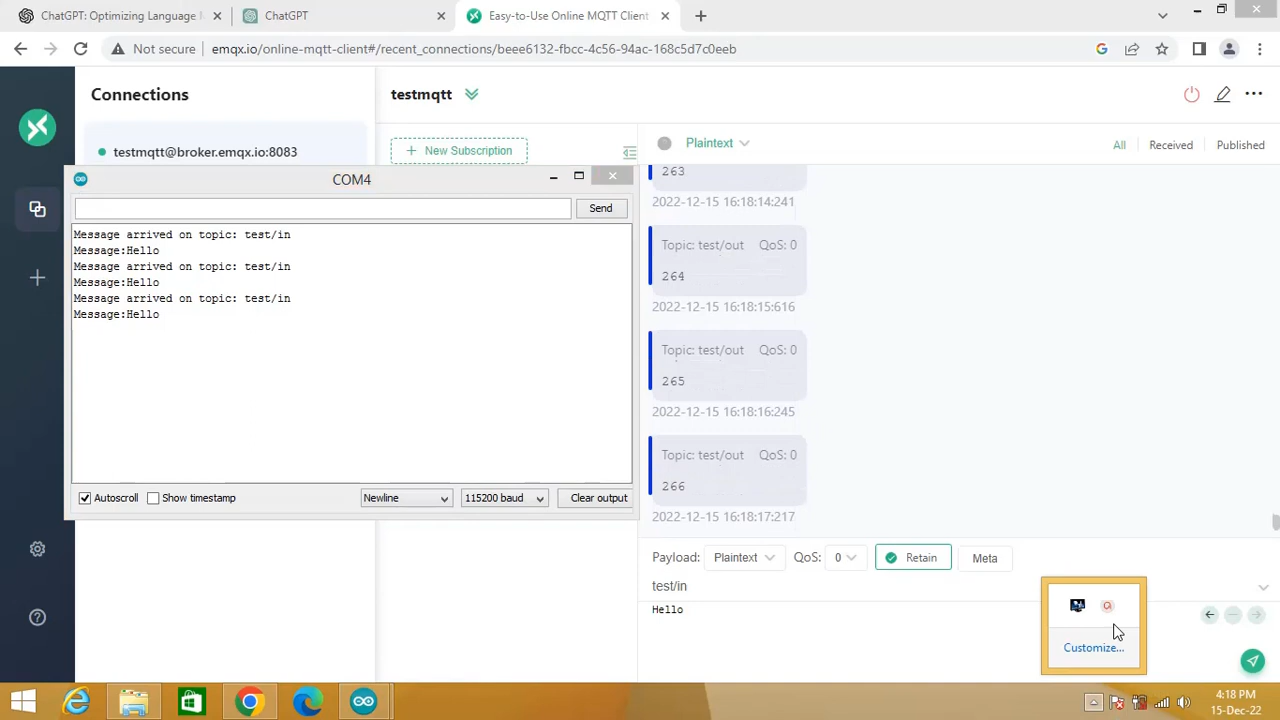 ChatGPT: Optimizing Language
ChatGPT
Easy-to-Use Online MQTT Client
Not secure
emqx.io/online-mqtt-client#/recent_connections/beee6132-fbcc-4c56-94ac-168c5d7c0eeb
Connections
testmqtt
testmqtt@broker.emqx.io:8083
New Subscription
Plaintext
All
Received
Published
COM4
Send
Message arrived on topic: test/in
Message:Hello
Message arrived on topic: test/in
Message:Hello
Message arrived on topic: test/in
Message:Hello
Autoscroll
Show timestamp
Newline
115200 baud
Clear output
263
2022-12-15 16:18:14:241
Topic: test/out QoS: 0
264
2022-12-15 16:18:15:616
Topic: test/out QoS: 0
265
2022-12-15 16:18:16:245
Topic: test/out QoS: 0
266
2022-12-15 16:18:17:217
Payload: Plaintext QoS: 0 Retain Meta
test/in
Hello
Customize...
4:18 PM
15-Dec-22